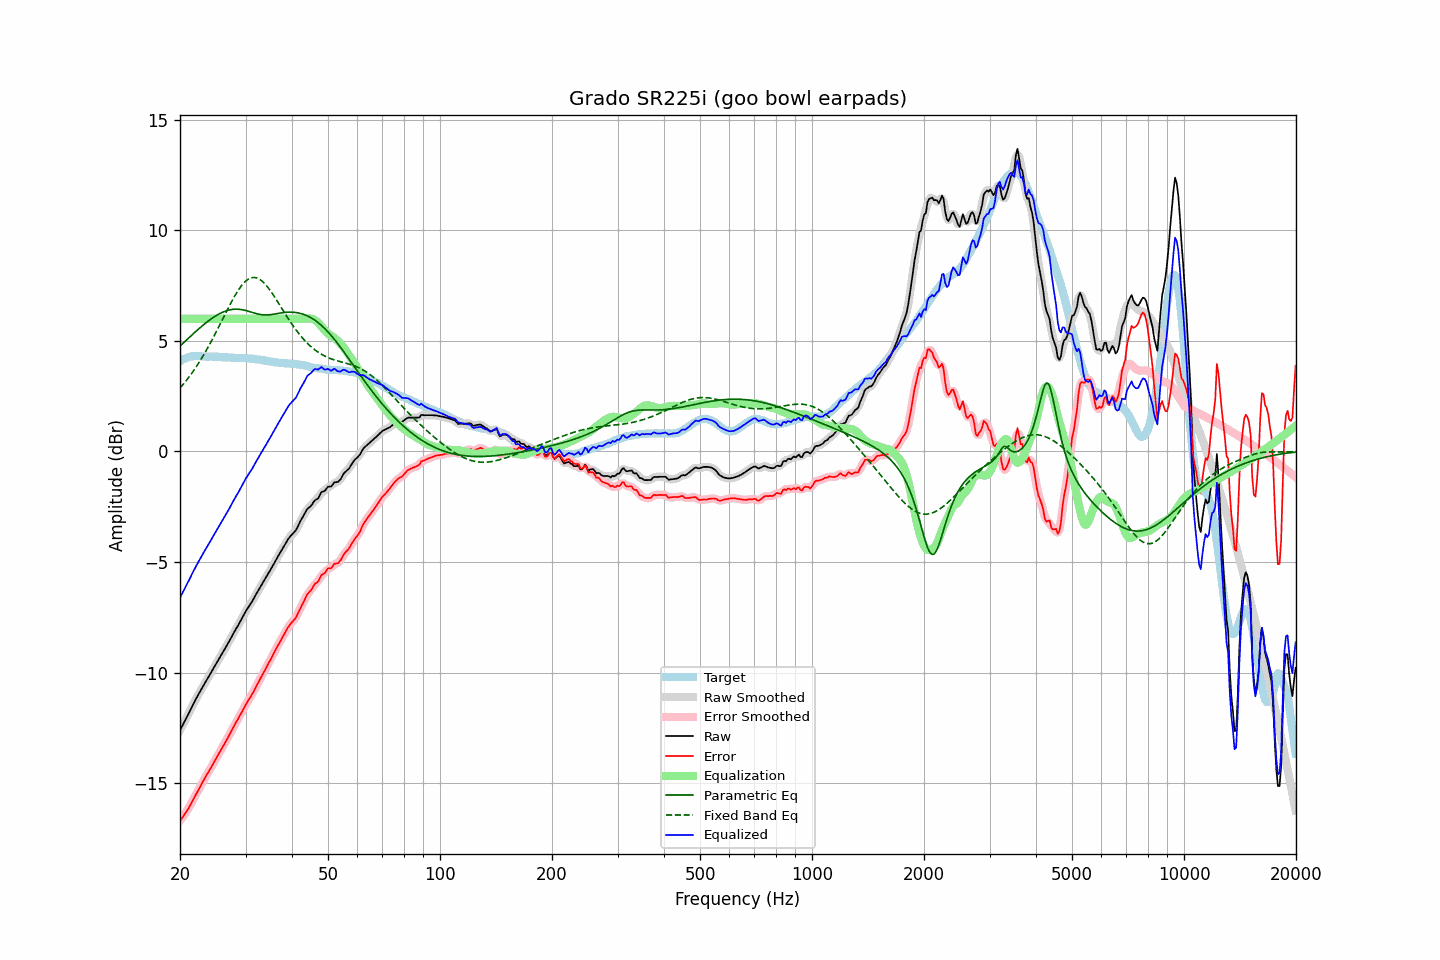 Grado SR225i (goo bowl earpads)
Amplitude (dBr)
15
10
5
0
−5
−10
−15
Target
Raw Smoothed
Error Smoothed
Raw
Error
Equalization
Parametric Eq
Fixed Band Eq
Equalized
20 50 100 200 500 1000 2000 5000 10000 20000
Frequency (Hz)